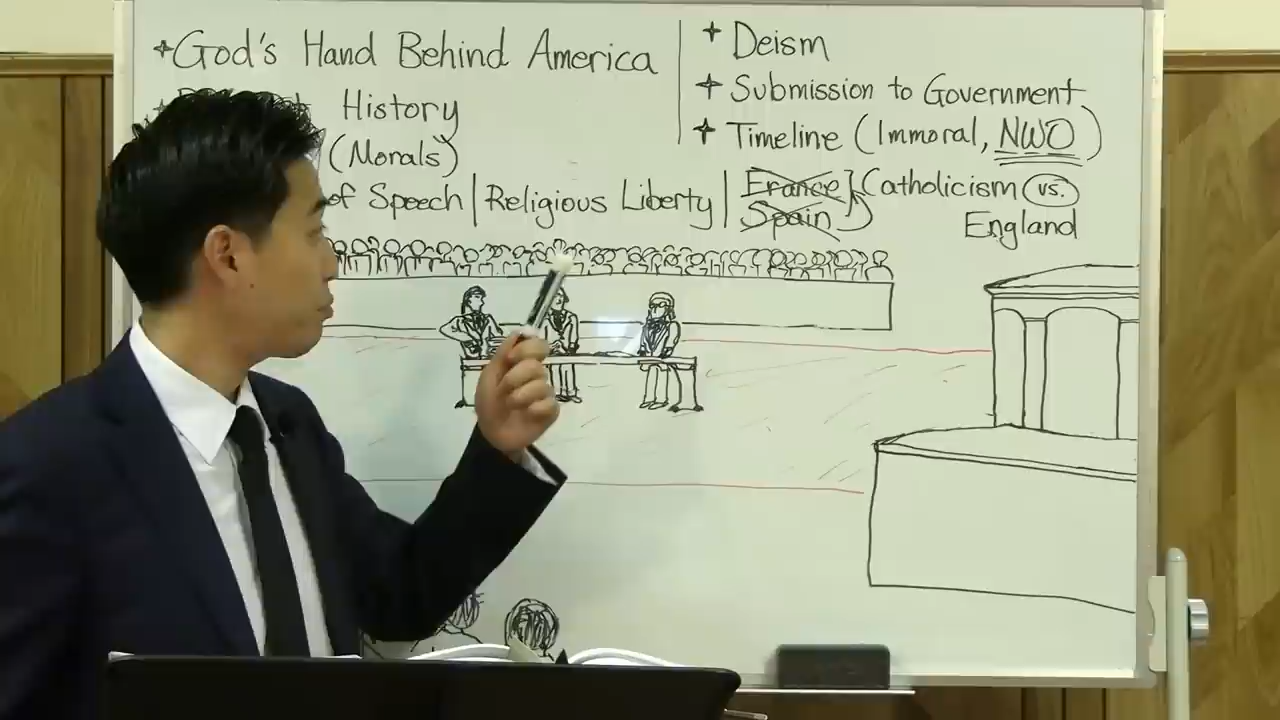 God's Hand Behind America
History
(Morals)
of Speech | Religious Liberty | France } Catholicism vs.
Spain England
Deism
Submission to Government
Timeline (Immoral, NWO)